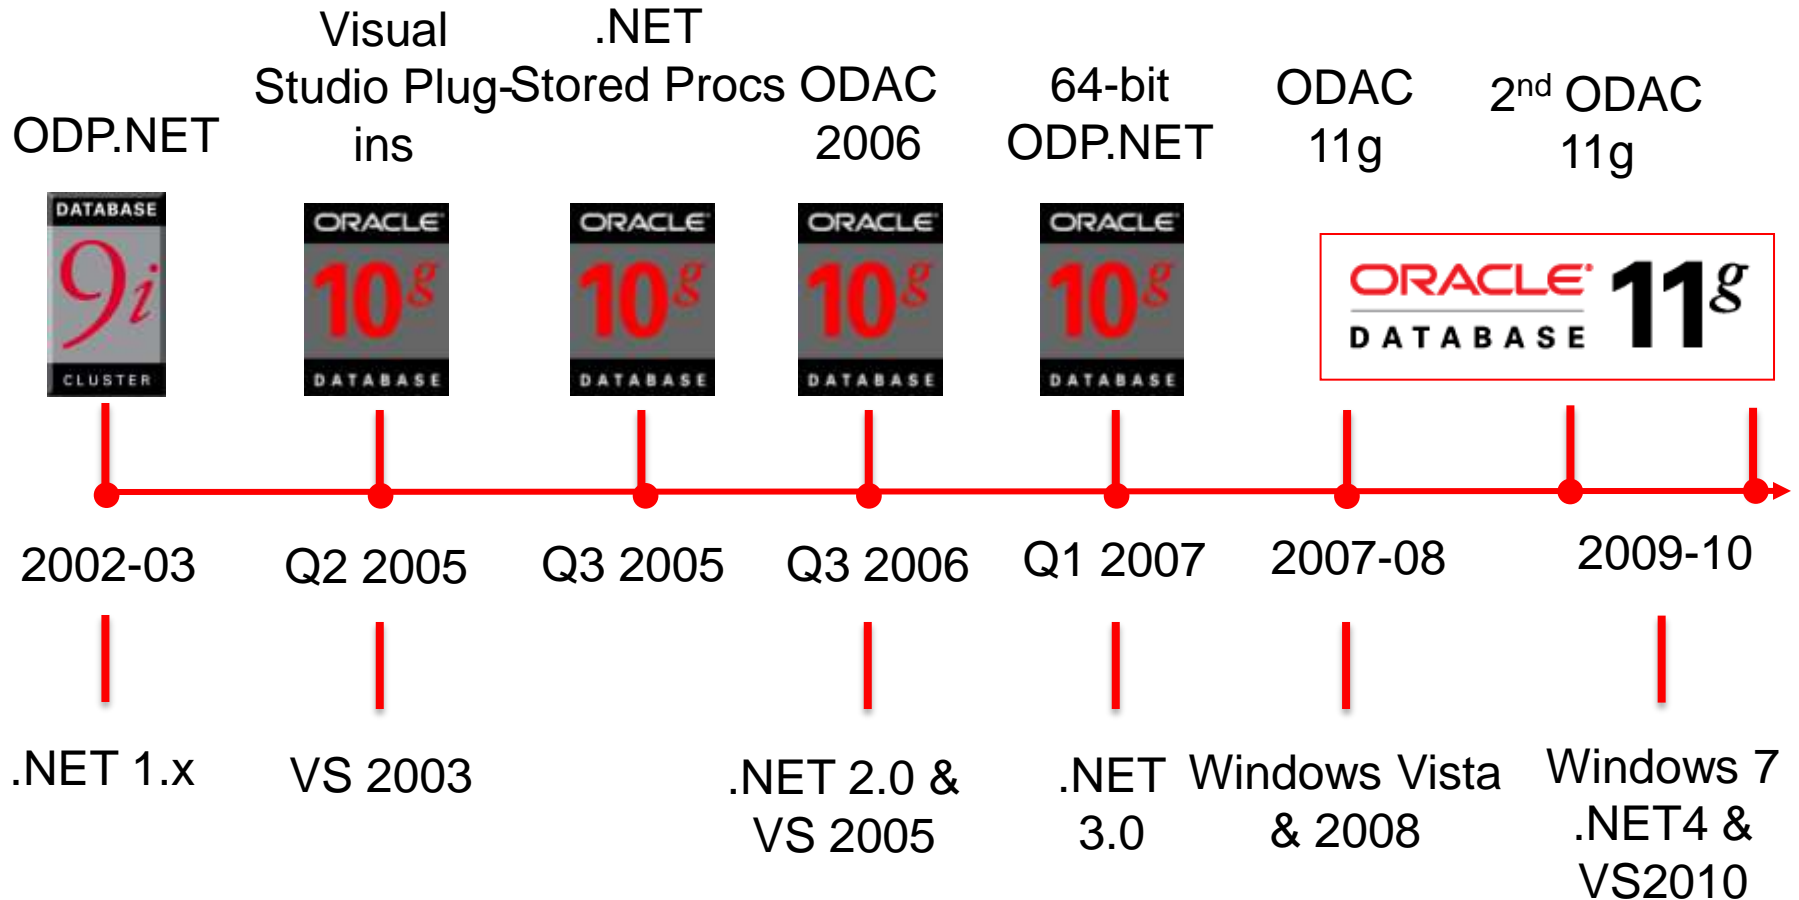 ODP.NET
Visual
Studio Plug-
ins
.NET
Stored Procs
ODAC
2006
64-bit
ODP.NET
ODAC
11g
2nd ODAC
11g
DATABASE
9i
CLUSTER
ORACLE
10g
DATABASE
ORACLE
10g
DATABASE
ORACLE
10g
DATABASE
ORACLE
10g
DATABASE
ORACLE 11g
DATABASE
2002-03
Q2 2005
Q3 2005
Q3 2006
Q1 2007
2007-08
2009-10
.NET 1.x
VS 2003
.NET 2.0 &
VS 2005
.NET
3.0
Windows Vista
& 2008
Windows 7
.NET4 &
VS2010